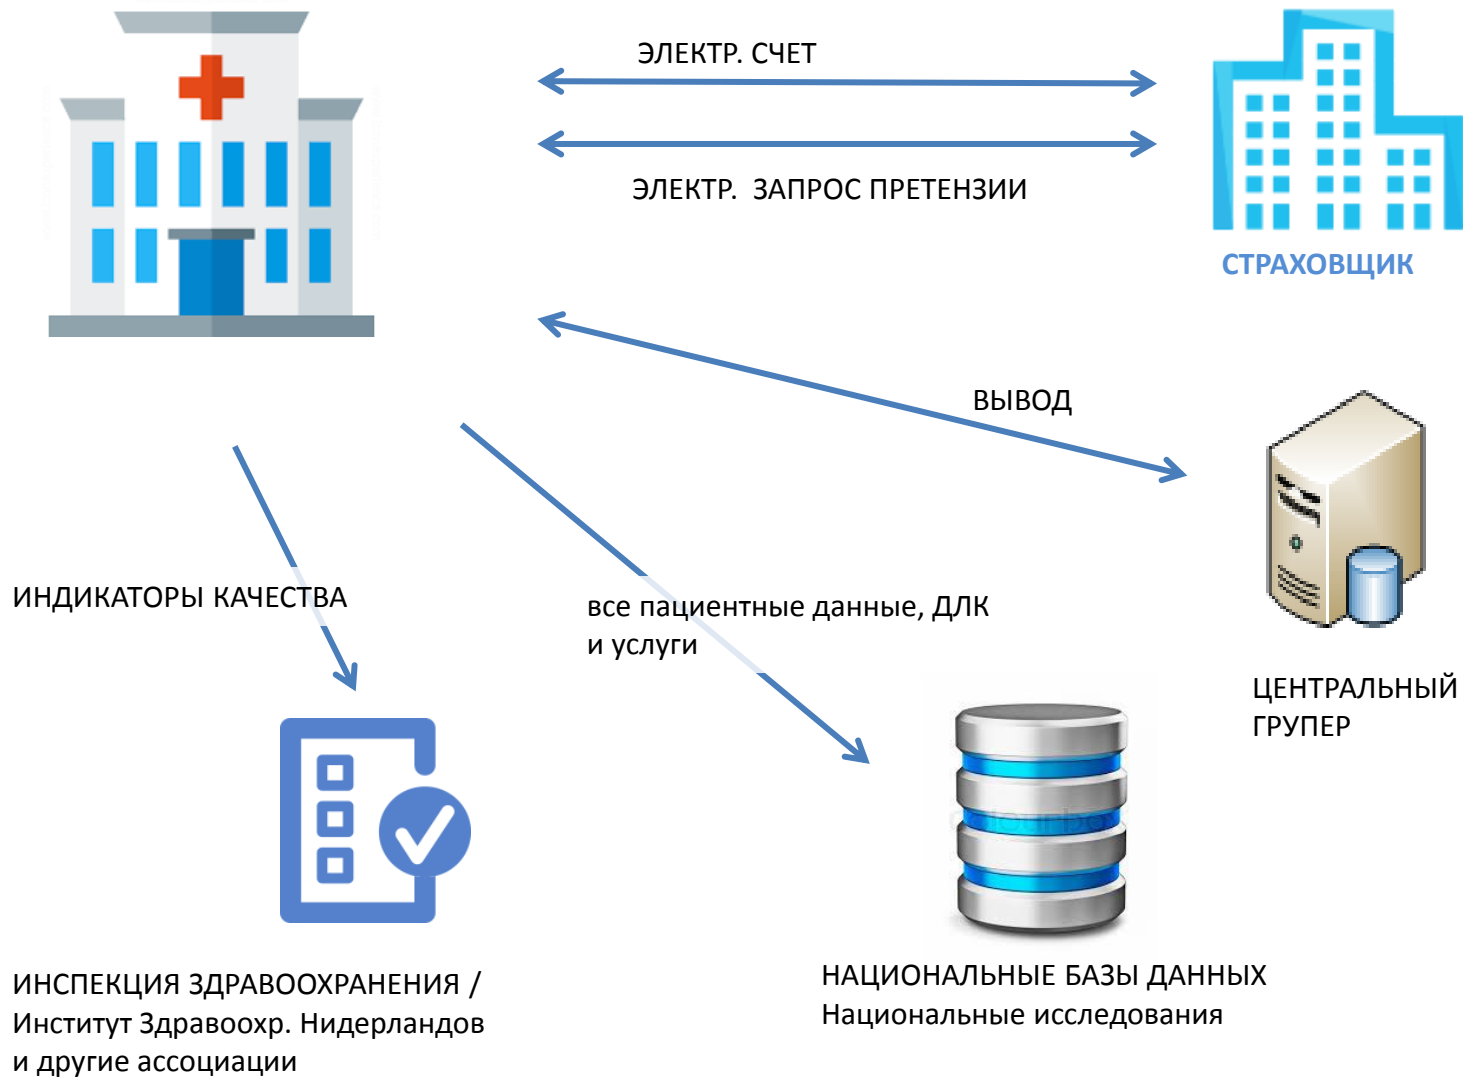 ЭЛЕКТР. СЧЕТ
ЭЛЕКТР.  ЗАПРОС ПРЕТЕНЗИИ
СТРАХОВЩИК
ВЫВОД
ИНДИКАТОРЫ КАЧЕСТВА
все пациентные данные, ДЛК
и услуги
ЦЕНТРАЛЬНЫЙ
ГРУПЕР
ИНСПЕКЦИЯ ЗДРАВООХРАНЕНИЯ /
Институт Здравоохр. Нидерландов
и другие ассоциации
НАЦИОНАЛЬНЫЕ БАЗЫ ДАННЫХ
Национальные исследования